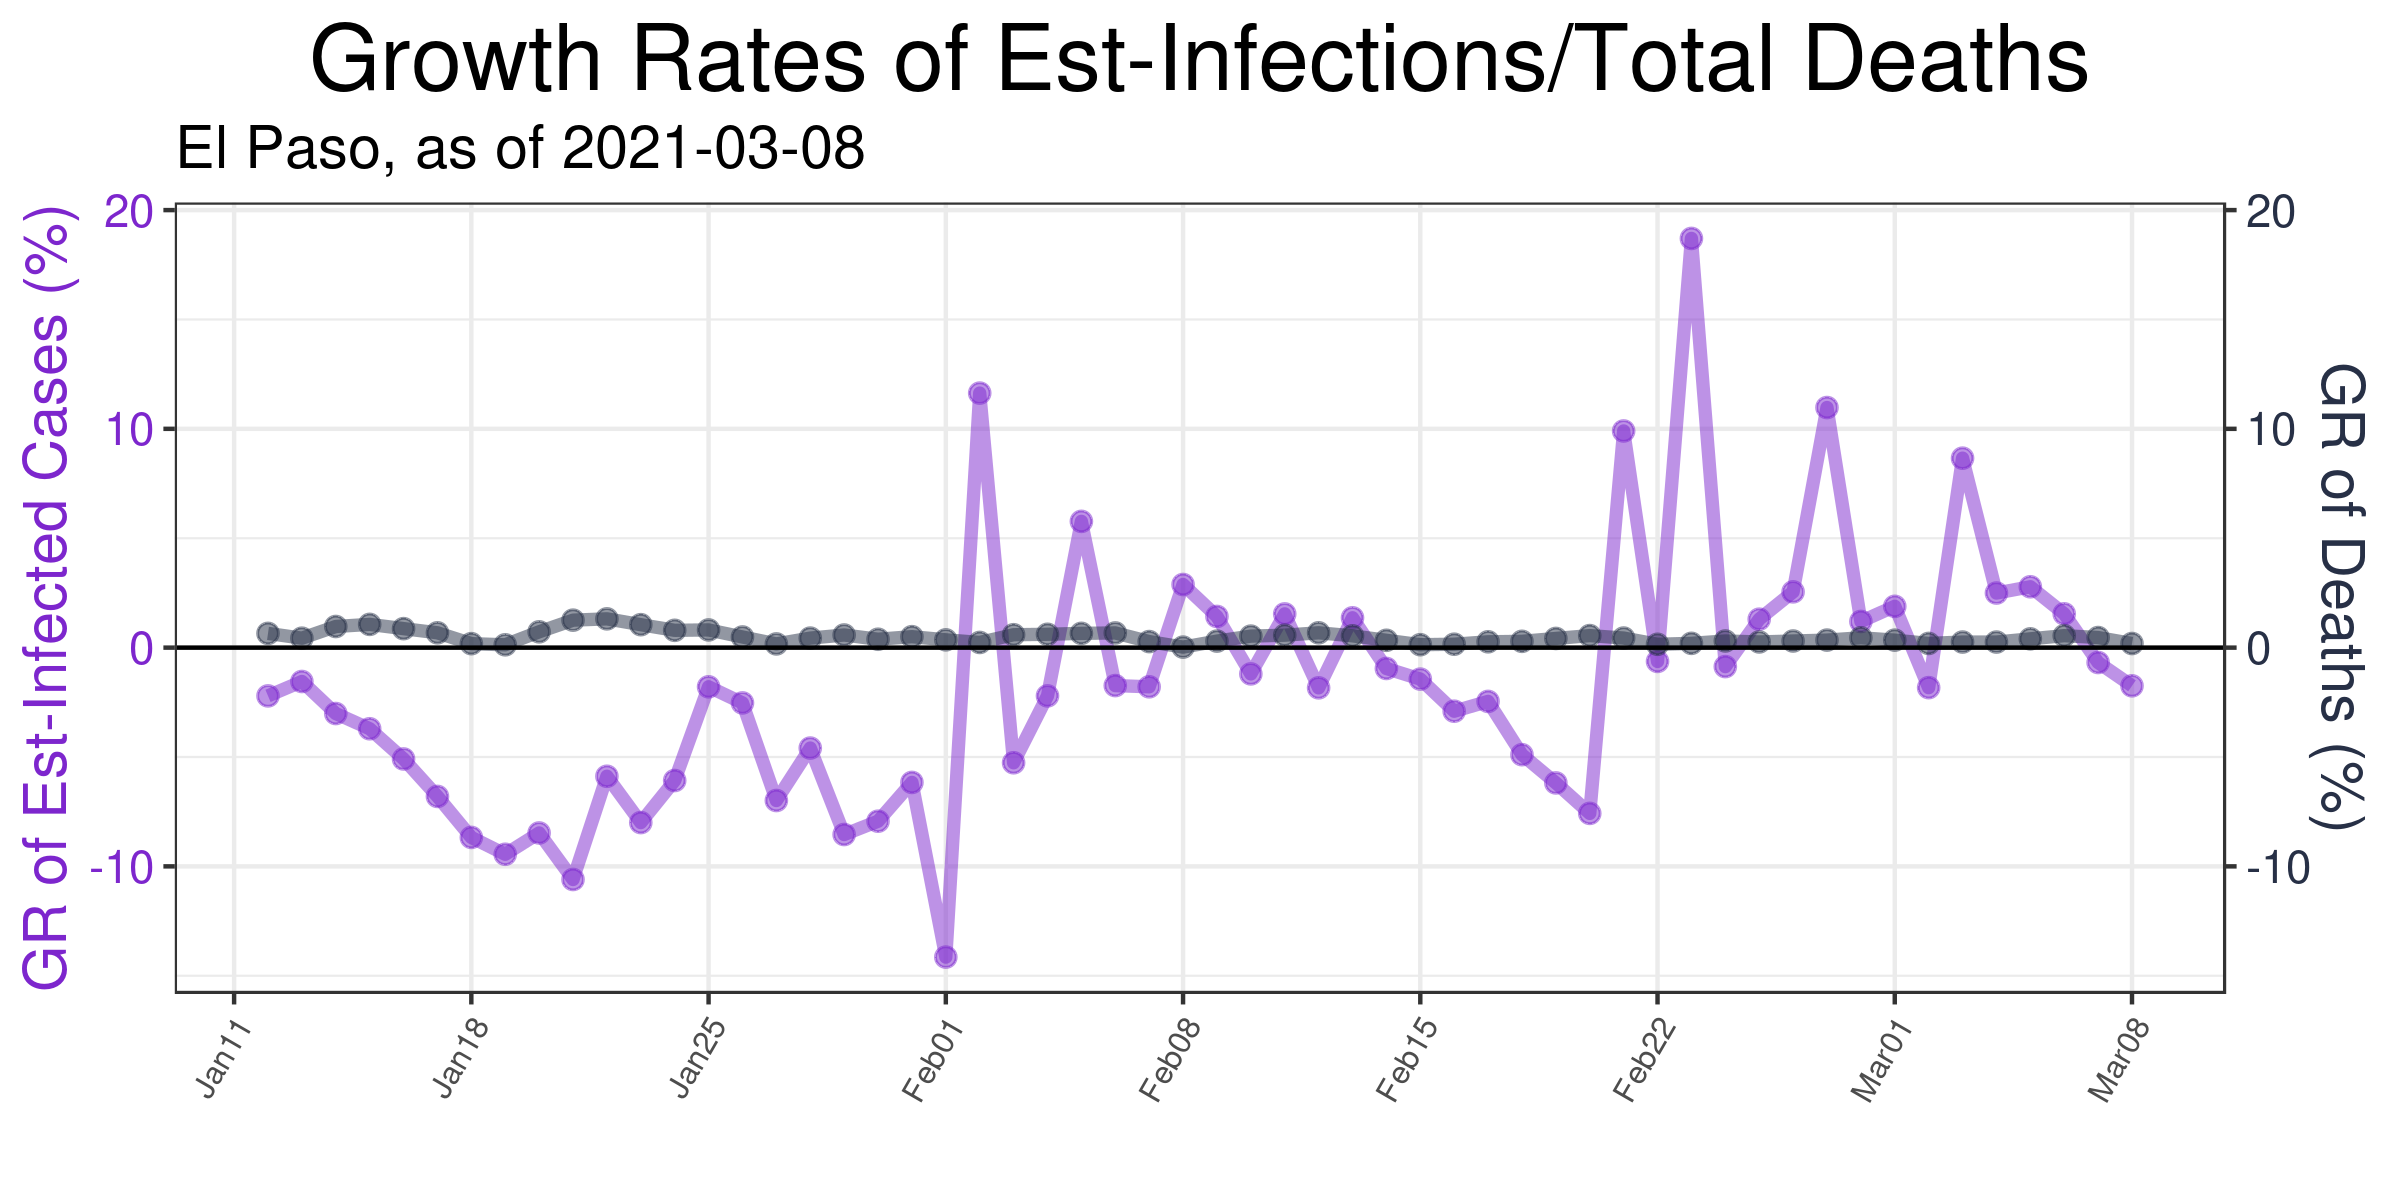 Growth Rates of Est-Infections/Total Deaths
El Paso, as of 2021-03-08
GR of Est-Infected Cases (%)
20
10
0
-10
20
10
0
-10
GR of Deaths (%)
Jan11
Jan18
Jan25
Feb01
Feb08
Feb15
Feb22
Mar01
Mar08